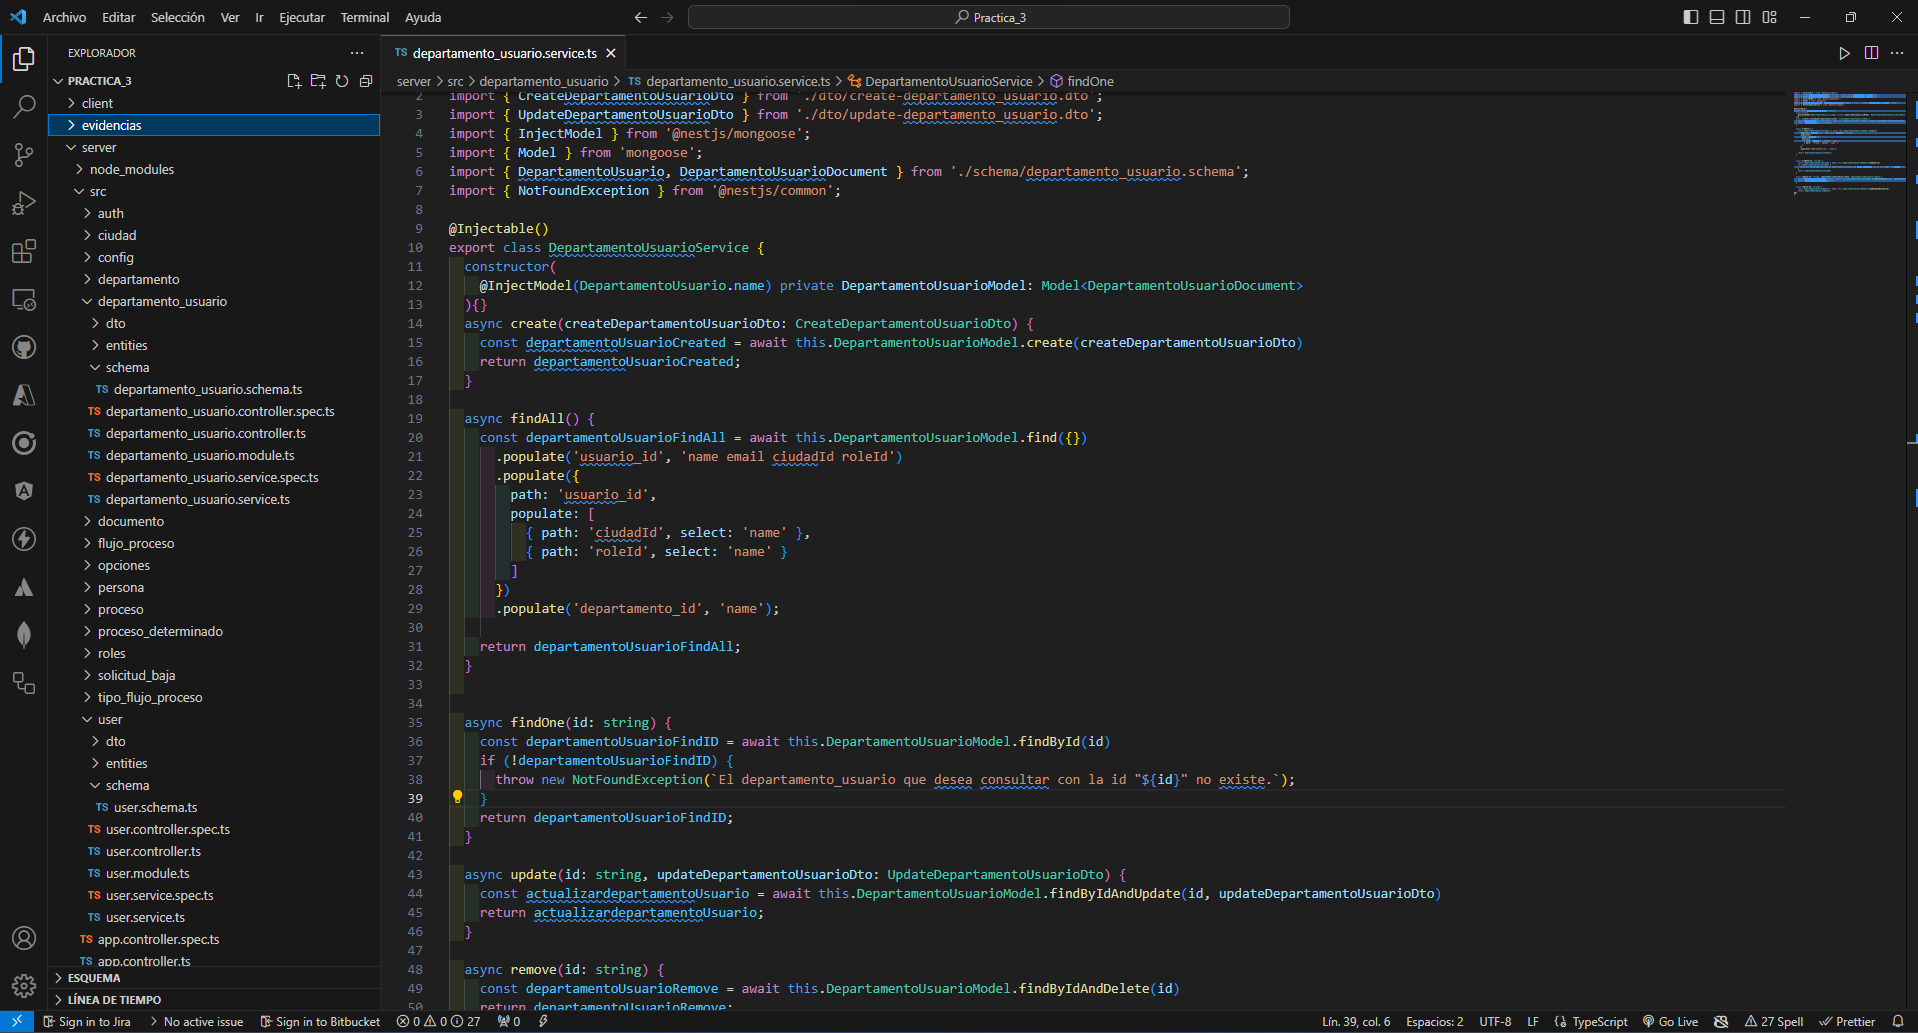 Archivo Editar Selección Ver Ir Ejecutar Terminal Ayuda
Practica_3
EXPLORADOR
PRACTICA_3
client
evidencias
server
node_modules
src
auth
ciudad
config
departamento
departamento_usuario
dto
entities
schema
TS departamento_usuario.schema.ts
TS departamento_usuario.controller.spec.ts
TS departamento_usuario.controller.ts
TS departamento_usuario.module.ts
TS departamento_usuario.service.spec.ts
TS departamento_usuario.service.ts
documento
flujo_proceso
opciones
persona
proceso
proceso_determinado
roles
solicitud_baja
tipo_flujo_proceso
user
dto
entities
schema
TS user.schema.ts
TS user.controller.spec.ts
TS user.controller.ts
TS user.module.ts
TS user.service.spec.ts
TS user.service.ts
TS app.controller.spec.ts
TS app.controller.ts
ESQUEMA
LÍNEA DE TIEMPO
TS departamento_usuario.service.ts
server > src > departamento_usuario > TS departamento_usuario.service.ts > DepartamentoUsuarioService > findOne
2 import { CreateDepartamentoUsuarioDto } from './dto/create-departamento_usuario.dto';
3 import { UpdateDepartamentoUsuarioDto } from './dto/update-departamento_usuario.dto';
4 import { InjectModel } from '@nestjs/mongoose';
5 import { Model } from 'mongoose';
6 import { DepartamentoUsuario, DepartamentoUsuarioDocument } from './schema/departamento_usuario.schema';
7 import { NotFoundException } from '@nestjs/common';
8
9 @Injectable()
10 export class DepartamentoUsuarioService {
11 constructor(
12 @InjectModel(DepartamentoUsuario.name) private DepartamentoUsuarioModel: Model<DepartamentoUsuarioDocument>
13 ){}
14 async create(createDepartamentoUsuarioDto: CreateDepartamentoUsuarioDto) {
15 const departamentoUsuarioCreated = await this.DepartamentoUsuarioModel.create(createDepartamentoUsuarioDto)
16 return departamentoUsuarioCreated;
17 }
18
19 async findAll() {
20 const departamentoUsuarioFindAll = await this.DepartamentoUsuarioModel.find({})
21 .populate('usuario_id', 'name email ciudadId roleId')
22 .populate({
23 path: 'usuario_id',
24 populate: [
25 { path: 'ciudadId', select: 'name' },
26 { path: 'roleId', select: 'name' }
27 ]
28 })
29 .populate('departamento_id', 'name');
30
31 return departamentoUsuarioFindAll;
32 }
33
34
35 async findOne(id: string) {
36 const departamentoUsuarioFindID = await this.DepartamentoUsuarioModel.findById(id)
37 if (!departamentoUsuarioFindID) {
38 throw new NotFoundException(`El departamento_usuario que desea consultar con la id "${id}" no existe.`);
39 }
40 return departamentoUsuarioFindID;
41 }
42
43 async update(id: string, updateDepartamentoUsuarioDto: UpdateDepartamentoUsuarioDto) {
44 const actualizardepartamentoUsuario = await this.DepartamentoUsuarioModel.findByIdAndUpdate(id, updateDepartamentoUsuarioDto)
45 return actualizardepartamentoUsuario;
46 }
47
48 async remove(id: string) {
49 const departamentoUsuarioRemove = await this.DepartamentoUsuarioModel.findByIdAndDelete(id)
50 return departamentoUsuarioRemove;
Sign in to Jira No active issue Sign in to Bitbucket 0 0 27 0 Lín. 39, col. 6 Espacios: 2 UTF-8 LF {} TypeScript Go Live 27 Spell Prettier